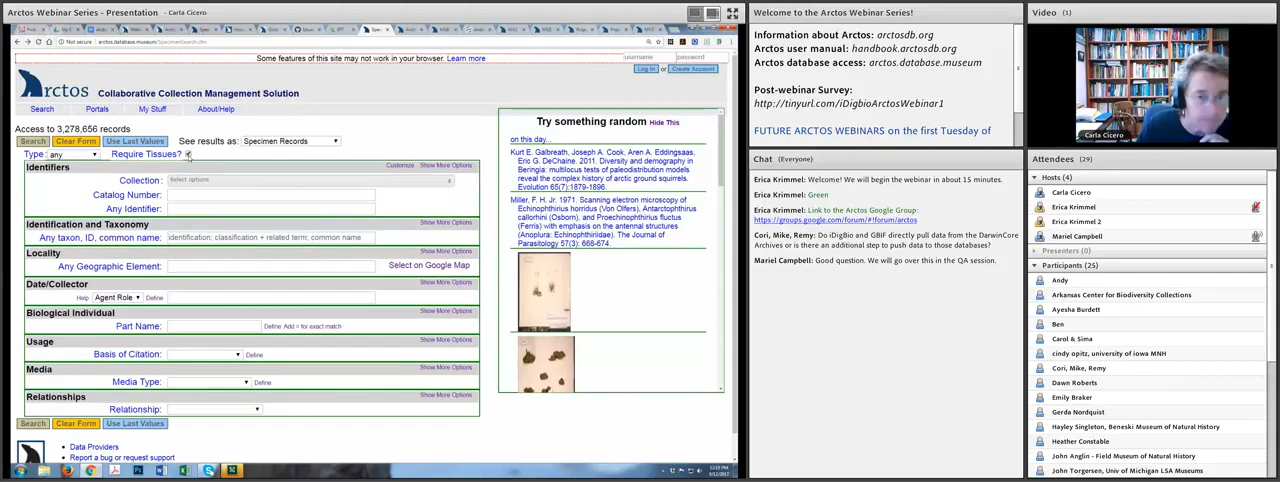 Arctos Webinar Series - Presentation - Carla Cicero
Not secure | arctos.database.museum/SpecimenSearch.cfm
Some features of this site may not work in your browser. Learn more
username
password
Log In or Create Account
Arctos Collaborative Collection Management Solution
Search Portals My Stuff About/Help
Access to 3,278,656 records
Search Clear Form Use Last Values See results as: Specimen Records
Type: any Require Tissues?
Identifiers Customize Show More Options
Collection: Select options
Catalog Number:
Any Identifier:
Identification and Taxonomy Show More Options
Any taxon, ID, common name: identification; classification + related term; common name
Locality Show More Options
Any Geographic Element: Select on Google Map
Date/Collector Show More Options
Help Agent Role Define
Biological Individual Show More Options
Part Name: Define Add = for exact match
Usage Show More Options
Basis of Citation: Define
Media Show More Options
Media Type: Define
Relationships Show More Options
Relationship:
Search Clear Form Use Last Values
Data Providers
Report a bug or request support
Try something random Hide This
on this day...
Kurt E. Galbreath, Joseph A. Cook, Aren A. Eddingsaas,
Eric G. DeChaine. 2011. Diversity and demography in
Beringia: multilocus tests of paleodistribution models
reveal the complex history of arctic ground squirrels.
Evolution 65(7):1879-1896.
Miller, F. H. Jr. 1971. Scanning electron microscopy of
Echinophthirius horridus (Von Olfers), Antarctophthirus
callorhini (Osborn), and Proechinophthirus fluctus
(Ferris) with emphasis on the antennal structures
(Anoplura: Echinophthiriidae). The Journal of
Parasitology 57(3): 668-674.
12:29 PM
9/12/2017
Welcome to the Arctos Webinar Series!
Information about Arctos: arctosdb.org
Arctos user manual: handbook.arctosdb.org
Arctos database access: arctos.database.museum
Post-webinar Survey:
http://tinyurl.com/iDigbioArctosWebinar1
FUTURE ARCTOS WEBINARS on the first Tuesday of
Chat (Everyone)
Erica Krimmel: Welcome! We will begin the webinar in about 15 minutes.
Erica Krimmel: Green
Erica Krimmel: Link to the Arctos Google Group:
https://groups.google.com/forum/#!forum/arctos
Cori, Mike, Remy: Do iDigBio and GBIF directly pull data from the DarwinCore
Archives or is there an additional step to push data to those databases?
Mariel Campbell: Good question. We will go over this in the QA session.
Video (1)
Carla Cicero
Attendees (29)
Hosts (4)
Carla Cicero
Erica Krimmel
Erica Krimmel 2
Mariel Campbell
Presenters (0)
Participants (25)
Andy
Arkansas Center for Biodiversity Collections
Ayesha Burdett
Ben
Carol & Sima
cindy opitz, university of iowa MNH
Cori, Mike, Remy
Dawn Roberts
Emily Braker
Gerda Nordquist
Hayley Singleton, Beneski Museum of Natural History
Heather Constable
John Anglin - Field Museum of Natural History
John Torgersen, Univ of Michigan LSA Museums